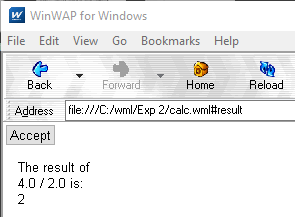 WinWAP for Windows
File Edit View Go Bookmarks Help
Back Forward Home Reload
Address file:///C:/wml/Exp 2/calc.wml#result
Accept
The result of
4.0 / 2.0 is:
2